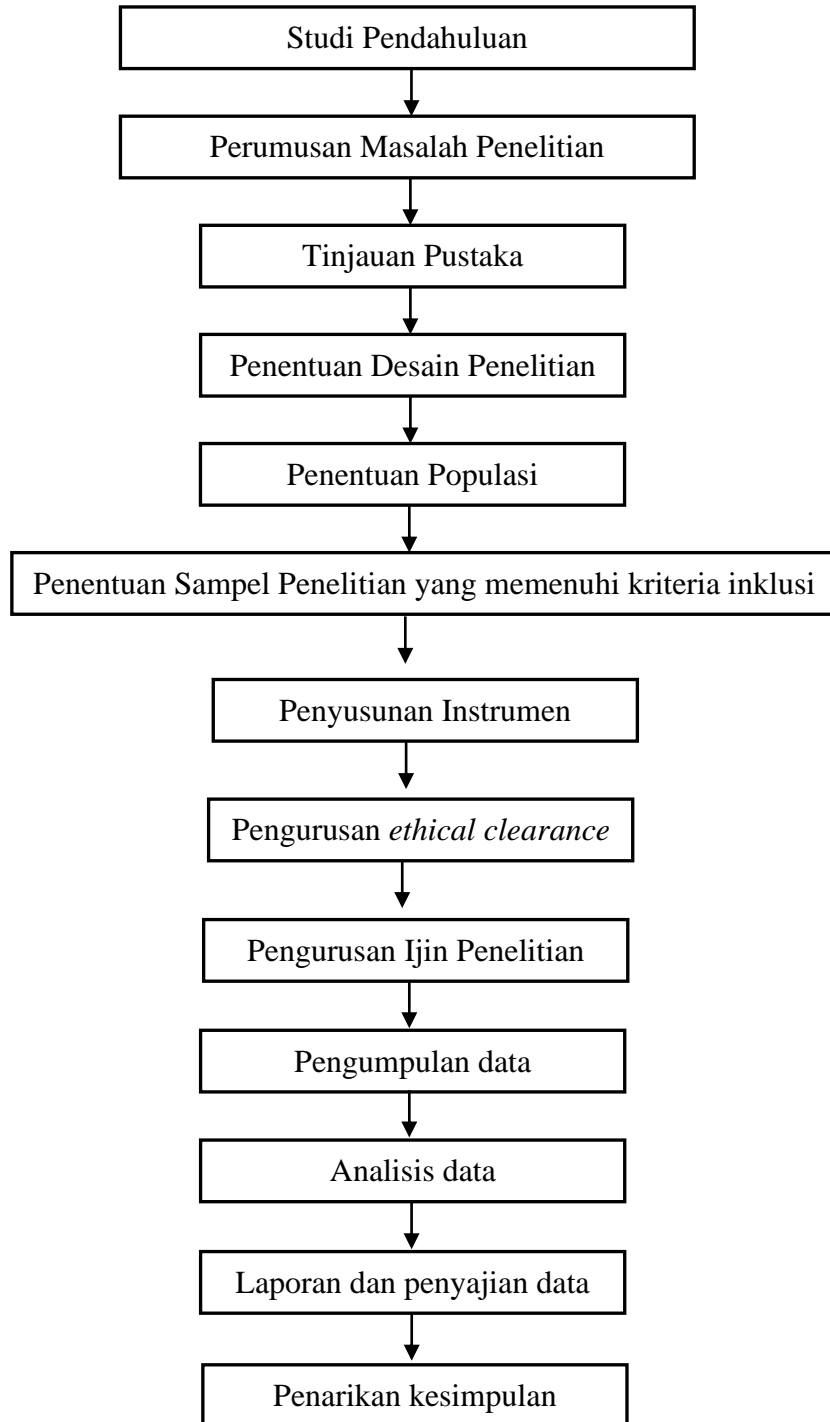 Studi Pendahuluan
Perumusan Masalah Penelitian
Tinjauan Pustaka
Penentuan Desain Penelitian
Penentuan Populasi
Penentuan Sampel Penelitian yang memenuhi kriteria inklusi
Penyusunan Instrumen
Pengurusan ethical clearance
Pengurusan Ijin Penelitian
Pengumpulan data
Analisis data
Laporan dan penyajian data
Penarikan kesimpulan